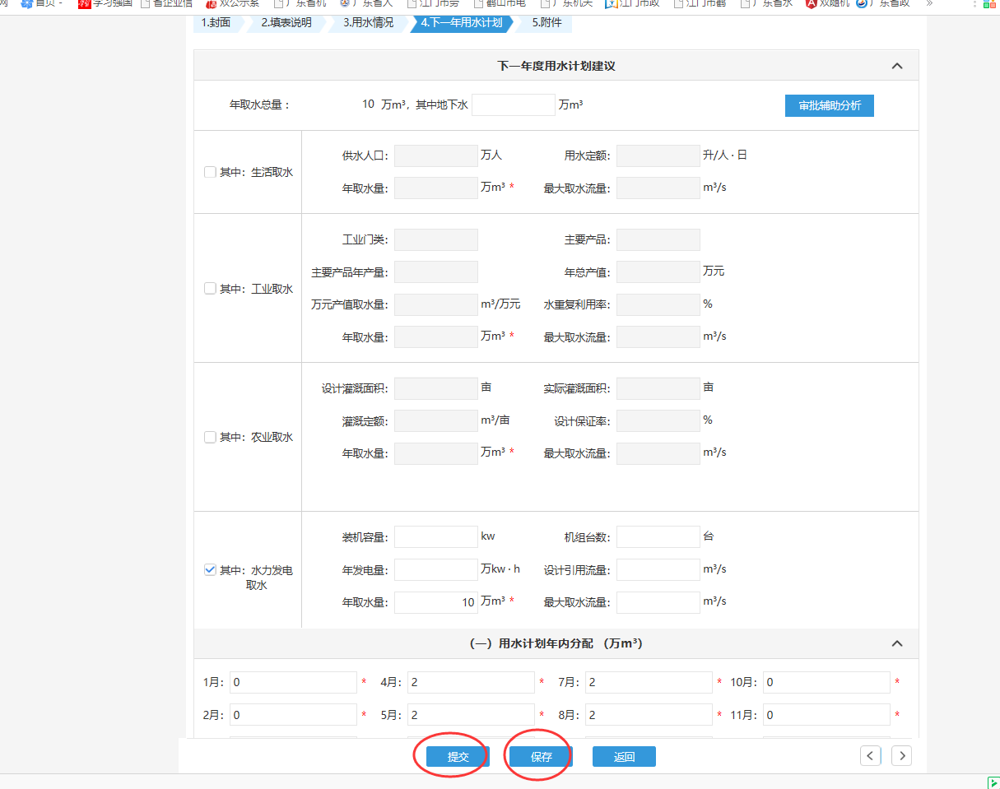 网 首页 - 学习强国 省企业信 双公示系 广东省机 广东省人 江门市劳 鹤山市电 广东机关 江门市政 江门市鹤 广东省水 双随机 广东省政 »
1.封面 2.填表说明 3.用水情况 4.下一年用水计划 5.附件
下一年度用水计划建议
年取水总量： 10 万m³，其中地下水 万m³ 审批辅助分析
其中：生活取水
供水人口： 万人 用水定额： 升/人·日
年取水量： 万m³ * 最大取水流量： m³/s
其中：工业取水
工业门类： 主要产品：
主要产品年产量： 年总产值： 万元
万元产值取水量： m³/万元 水重复利用率： %
年取水量： 万m³ * 最大取水流量： m³/s
其中：农业取水
设计灌溉面积： 亩 实际灌溉面积： 亩
灌溉定额： m³/亩 设计保证率： %
年取水量： 万m³ * 最大取水流量： m³/s
其中：水力发电
取水
装机容量： kw 机组台数： 台
年发电量： 万kw·h 设计引用流量： m³/s
年取水量： 10 万m³ * 最大取水流量： m³/s
（一）用水计划年内分配 （万m³）
1月： 0 * 4月： 2 * 7月： 2 * 10月： 0 *
2月： 0 * 5月： 2 * 8月： 2 * 11月： 0 *
提交 保存 返回 < >